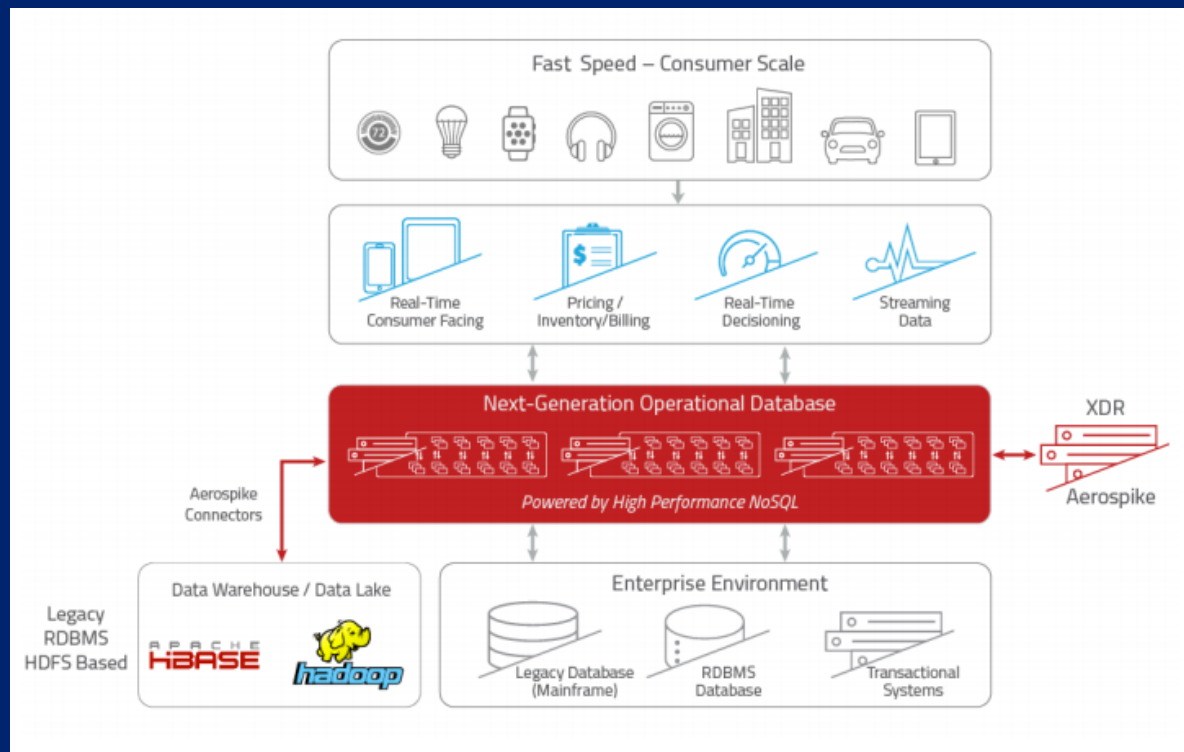 Fast Speed – Consumer Scale
72
Real-Time
Consumer Facing
$
Pricing /
Inventory/Billing
Real-Time
Decisioning
Streaming
Data
Next-Generation Operational Database
Powered by High Performance NoSQL
XDR
Aerospike
Aerospike
Connectors
Legacy
RDBMS
HDFS Based
Data Warehouse / Data Lake
APACHE
HBASE
hadoop
Enterprise Environment
Legacy Database
(Mainframe)
RDBMS
Database
Transactional
Systems